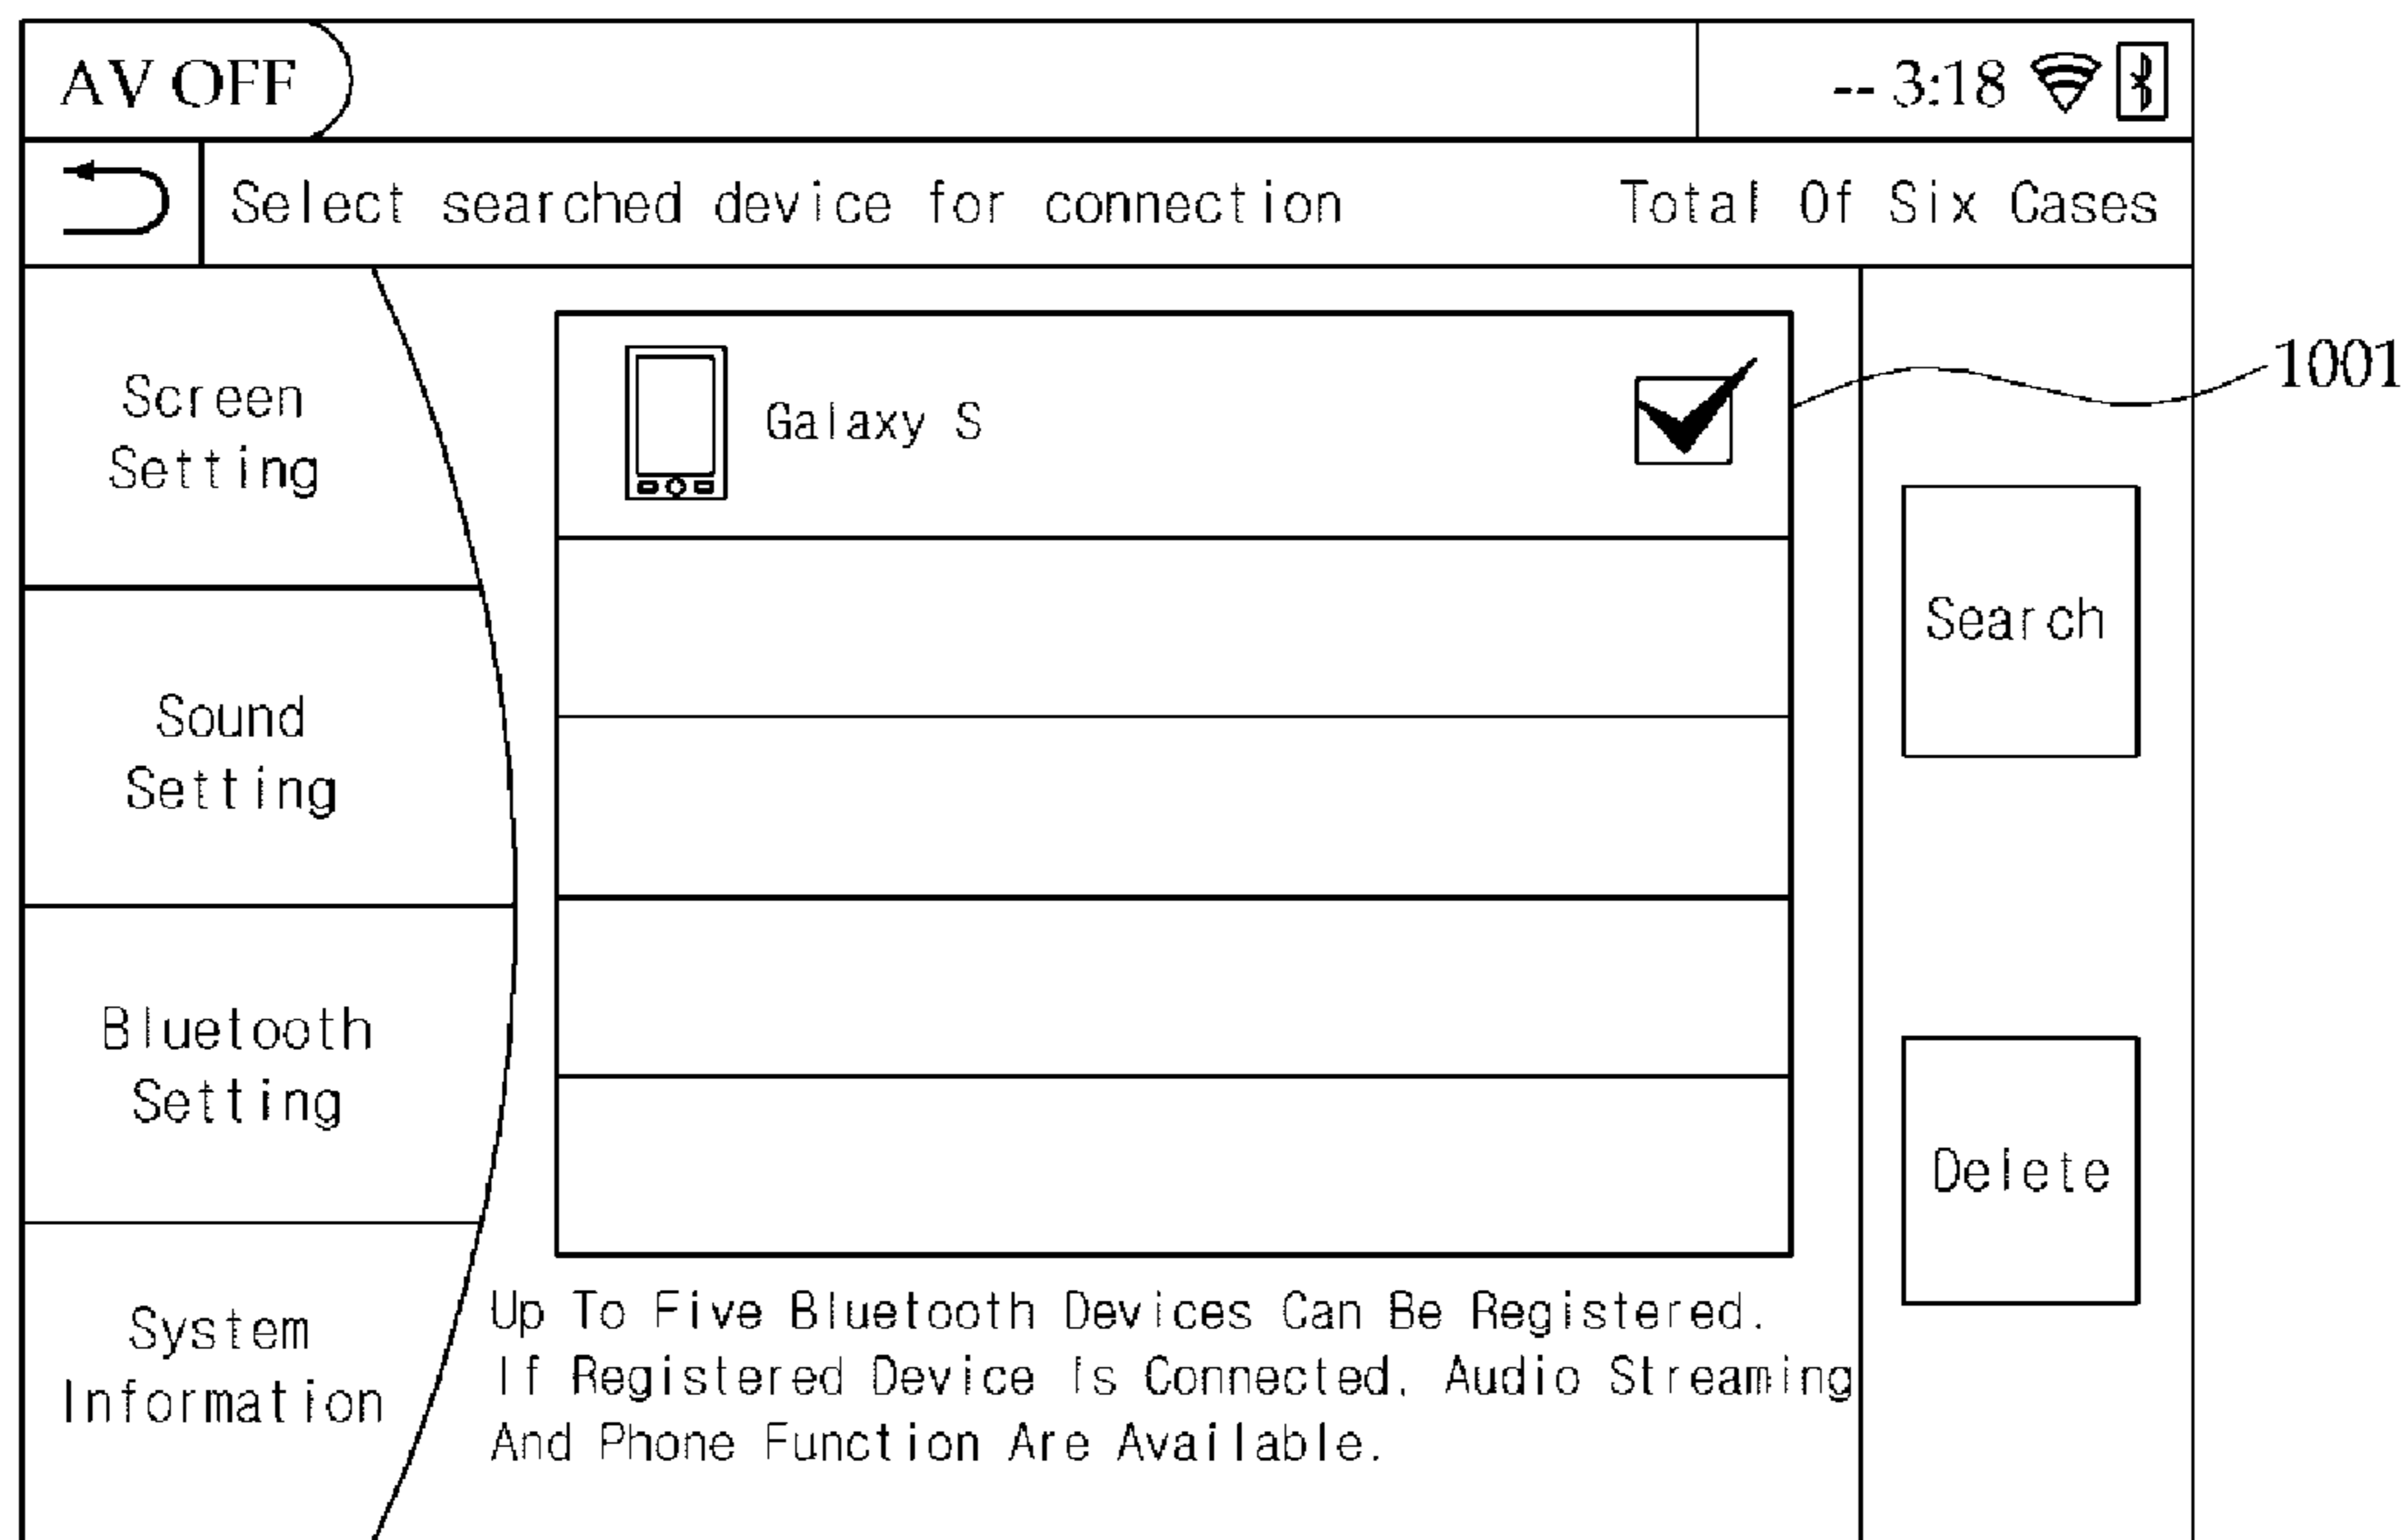 AV OFF
-- 3:18
Select searched device for connection
Total Of Six Cases
Screen
Setting
Sound
Setting
Bluetooth
Setting
System
Information
Galaxy S
1001
Search
Delete
Up To Five Bluetooth Devices Can Be Registered.
If Registered Device Is Connected, Audio Streaming
And Phone Function Are Available.